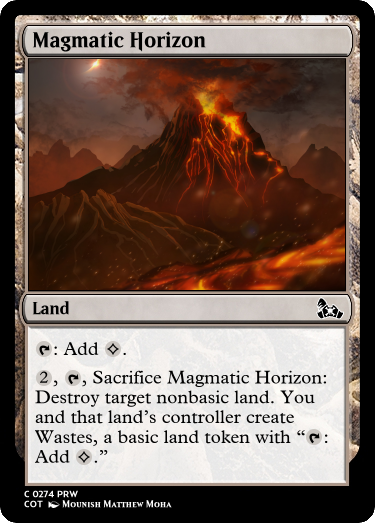 Magmatic Horizon
Land
: Add .
2, , Sacrifice Magmatic Horizon:
Destroy target nonbasic land. You
and that land's controller create
Wastes, a basic land token with “:
Add .”
C 0274 PRW
COT Mounish Matthew Moha